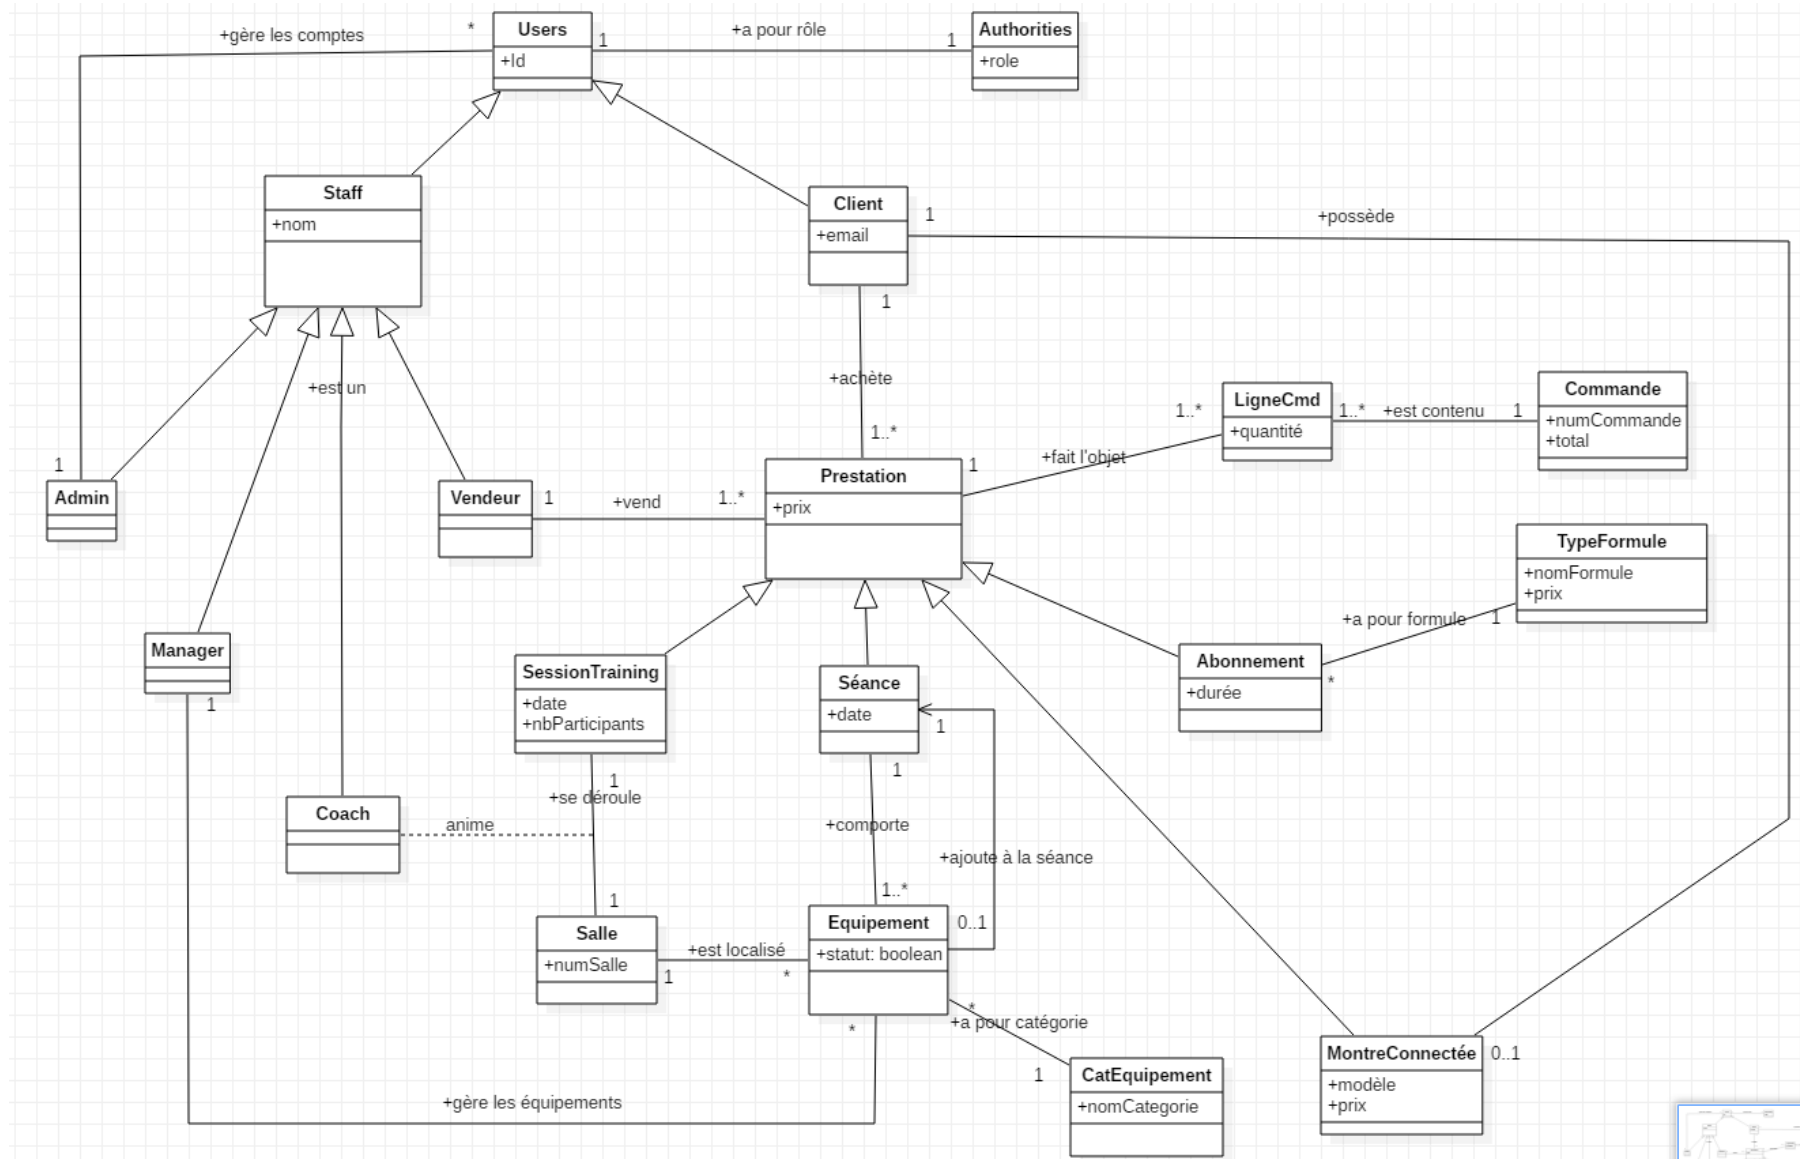 +gère les comptes
*
Users
+Id
1
+a pour rôle
1
Authorities
+role
Staff
+nom
Client
+email
1
+possède
1
+est un
+achète
1..*
1..*
LigneCmd
+quantité
1..*
+est contenu
1
Commande
+numCommande
+total
+fait l'objet
1
1
Admin
Vendeur
1
+vend
1..*
Prestation
+prix
TypeFormule
+nomFormule
+prix
+a pour formule
1
Manager
1
SessionTraining
+date
+nbParticipants
Séance
+date
1
Abonnement
+durée
*
1
+se déroule
1
Coach
anime
+comporte
+ajoute à la séance
1
1..*
Salle
+numSalle
1
+est localisé
*
Equipement
+statut: boolean
0..1
*
*
+a pour catégorie
1
CatEquipement
+nomCategorie
MontreConnectée
+modèle
+prix
0..1
+gère les équipements